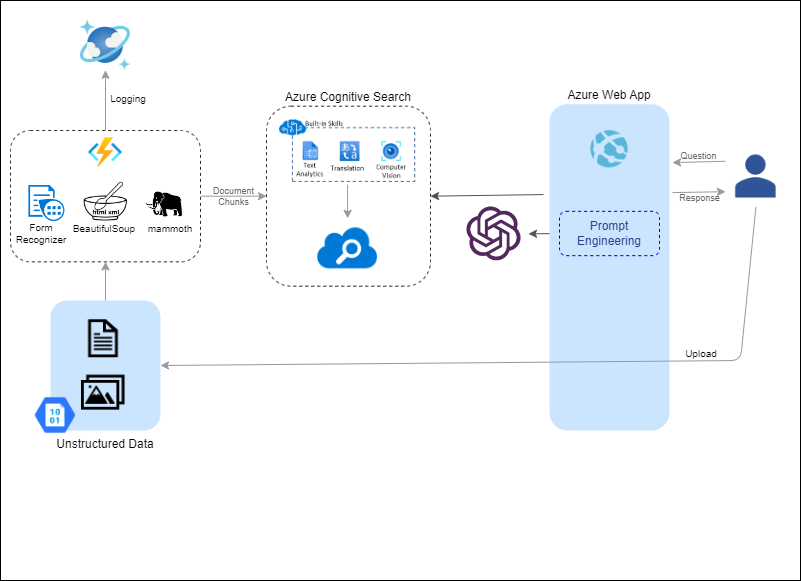 Logging
Azure Cognitive Search
Azure Web App
Built-in Skills
Text
Analytics
Translation
Computer
Vision
Form
Recognizer
html xml
BeautifulSoup
mammoth
Document
Chunks
Question
Response
Prompt
Engineering
Upload
10
01
Unstructured Data